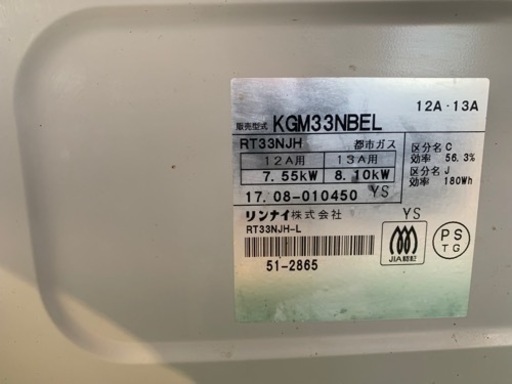 12A・13A
販売型式 KGM33NBEL
RT33NJH 都市ガス
12A用 13A用
7.55kW 8.10kW
区分名 C
効率 56.3%
区分名 J
効率 180Wh
17.08-010450 YS
リンナイ株式会社 YS
RT33NJH-L
51-2865
JIA認証
PS
TG